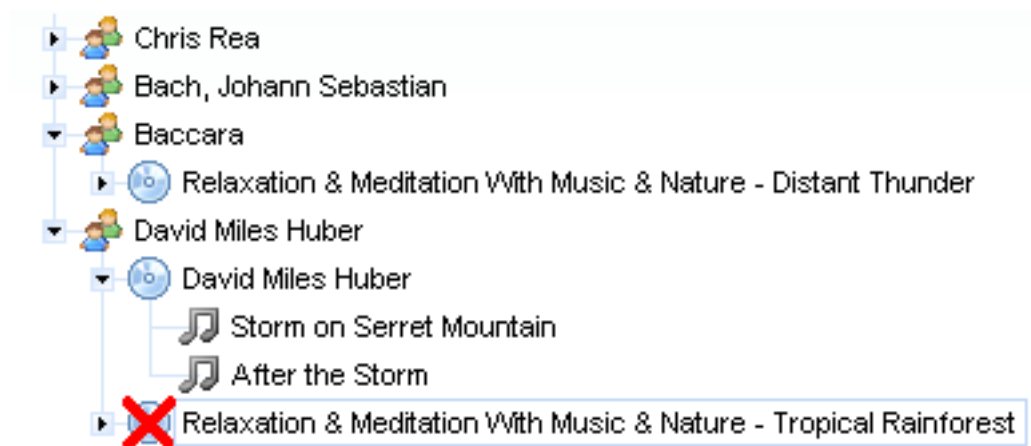 Chris Rea
Bach, Johann Sebastian
Baccara
Relaxation & Meditation With Music & Nature - Distant Thunder
David Miles Huber
David Miles Huber
Storm on Serret Mountain
After the Storm
Relaxation & Meditation With Music & Nature - Tropical Rainforest